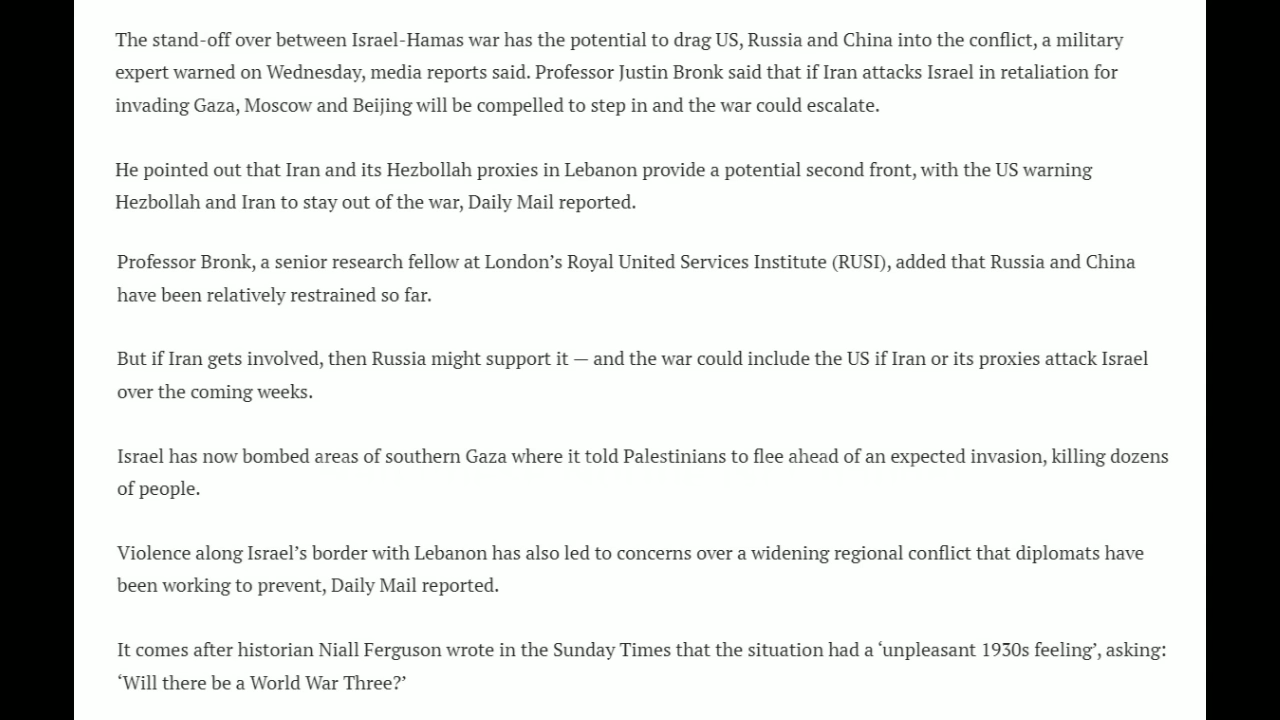 The stand-off over between Israel-Hamas war has the potential to drag US, Russia and China into the conflict, a military
expert warned on Wednesday, media reports said. Professor Justin Bronk said that if Iran attacks Israel in retaliation for
invading Gaza, Moscow and Beijing will be compelled to step in and the war could escalate.
He pointed out that Iran and its Hezbollah proxies in Lebanon provide a potential second front, with the US warning
Hezbollah and Iran to stay out of the war, Daily Mail reported.
Professor Bronk, a senior research fellow at London’s Royal United Services Institute (RUSI), added that Russia and China
have been relatively restrained so far.
But if Iran gets involved, then Russia might support it — and the war could include the US if Iran or its proxies attack Israel
over the coming weeks.
Israel has now bombed areas of southern Gaza where it told Palestinians to flee ahead of an expected invasion, killing dozens
of people.
Violence along Israel’s border with Lebanon has also led to concerns over a widening regional conflict that diplomats have
been working to prevent, Daily Mail reported.
It comes after historian Niall Ferguson wrote in the Sunday Times that the situation had a ‘unpleasant 1930s feeling’, asking:
‘Will there be a World War Three?’